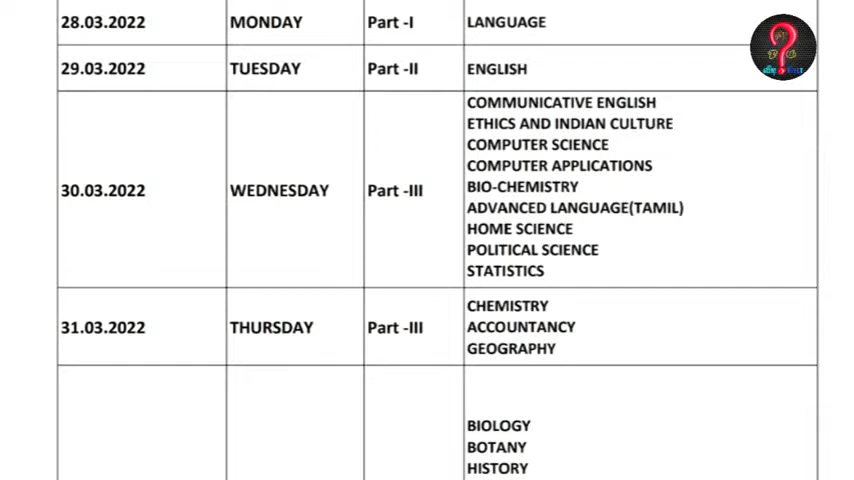 28.03.2022 MONDAY Part -I LANGUAGE
29.03.2022 TUESDAY Part -II ENGLISH
COMMUNICATIVE ENGLISH
ETHICS AND INDIAN CULTURE
COMPUTER SCIENCE
COMPUTER APPLICATIONS
30.03.2022 WEDNESDAY Part -III BIO-CHEMISTRY
ADVANCED LANGUAGE(TAMIL)
HOME SCIENCE
POLITICAL SCIENCE
STATISTICS
CHEMISTRY
31.03.2022 THURSDAY Part -III ACCOUNTANCY
GEOGRAPHY
BIOLOGY
BOTANY
HISTORY